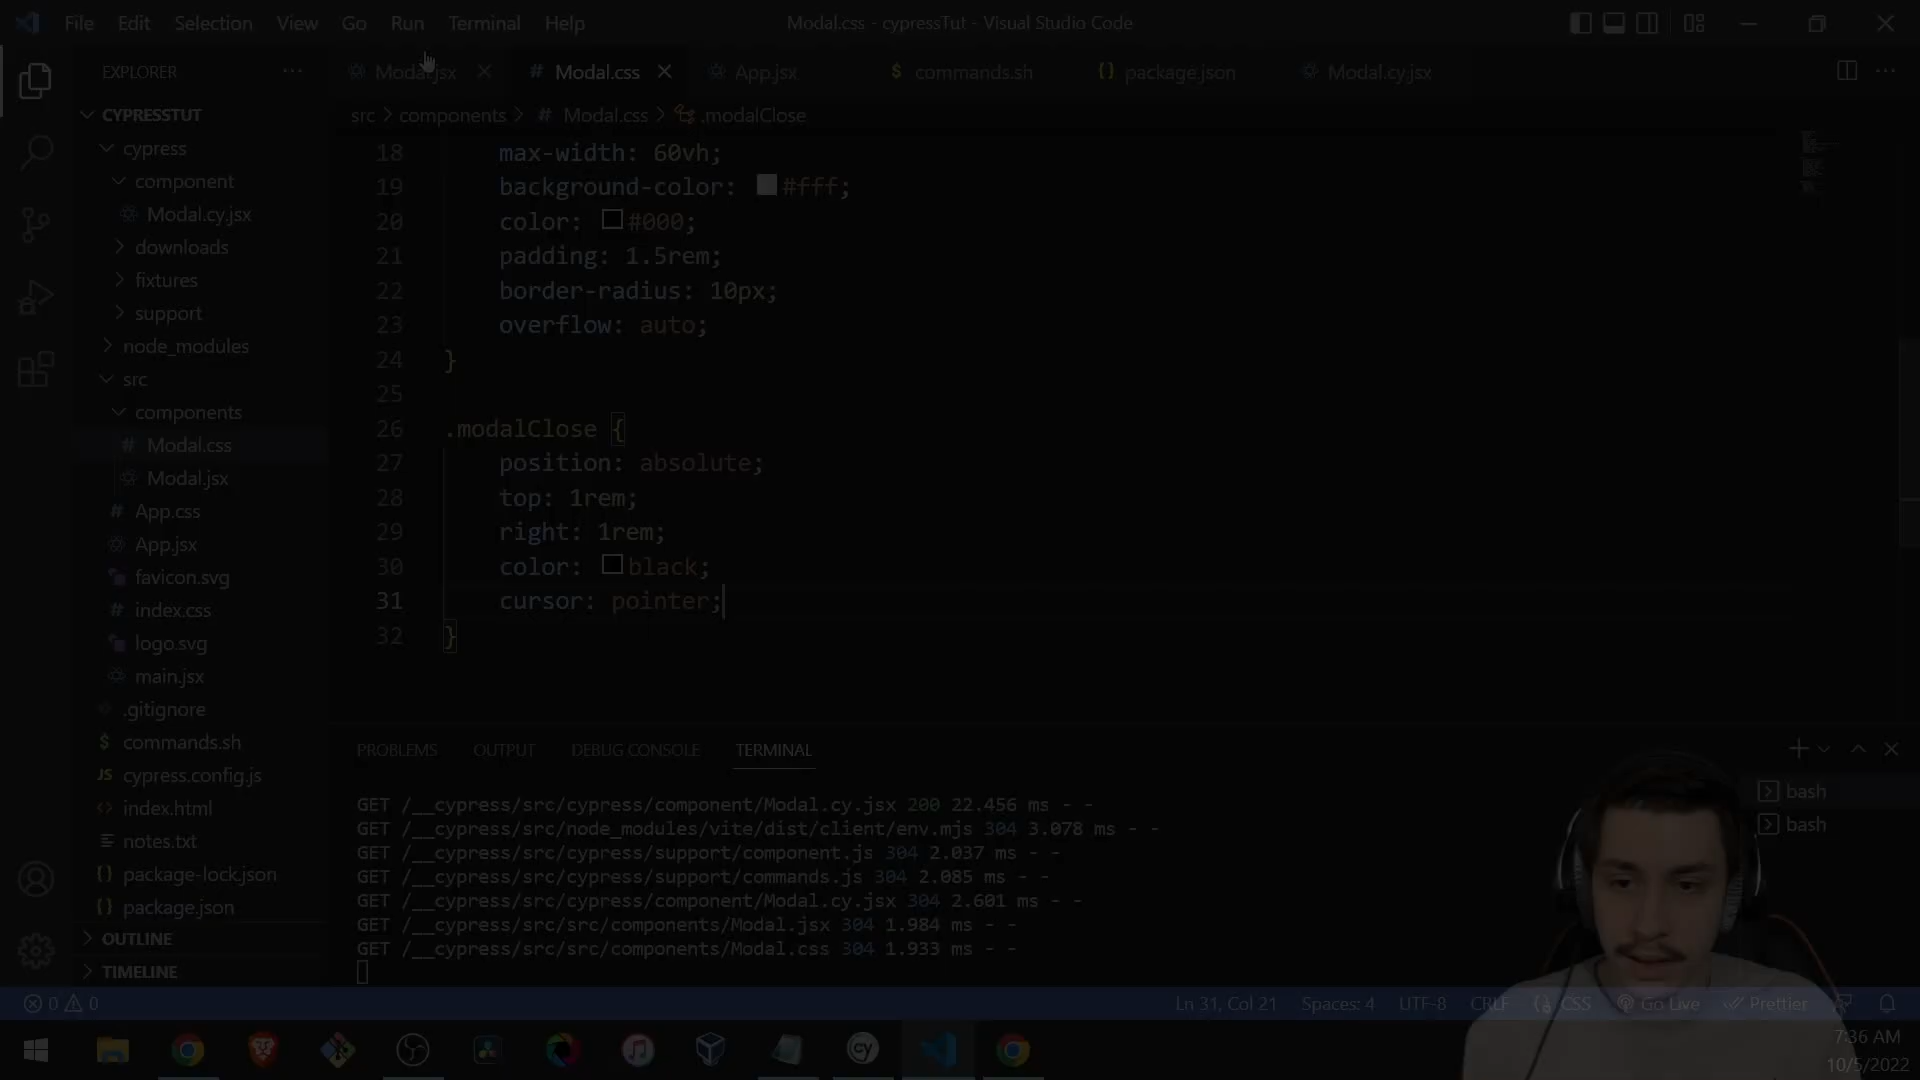 File Edit Selection View Go Run Terminal Help
Modal.css - cypressTut - Visual Studio Code
EXPLORER
Modal.jsx
# Modal.css
App.jsx
$ commands.sh
{} package.json
Modal.cy.jsx
src > components > # Modal.css > .modalClose
CYPRESSTUT
cypress
component
Modal.cy.jsx
downloads
fixtures
support
node_modules
src
components
# Modal.css
Modal.jsx
# App.css
App.jsx
favicon.svg
# index.css
logo.svg
main.jsx
.gitignore
$ commands.sh
JS cypress.config.js
<> index.html
notes.txt
{} package-lock.json
{} package.json
OUTLINE
TIMELINE
18 max-width: 60vh;
19 background-color: #fff;
20 color: #000;
21 padding: 1.5rem;
22 border-radius: 10px;
23 overflow: auto;
24 }
25
26 .modalClose {
27 position: absolute;
28 top: 1rem;
29 right: 1rem;
30 color: black;
31 cursor: pointer;
32 }
PROBLEMS OUTPUT DEBUG CONSOLE TERMINAL
GET /__cypress/src/cypress/component/Modal.cy.jsx 200 22.456 ms - -
GET /__cypress/src/node_modules/vite/dist/client/env.mjs 304 3.078 ms - -
GET /__cypress/src/cypress/support/component.js 304 2.037 ms - -
GET /__cypress/src/cypress/support/commands.js 304 2.085 ms - -
GET /__cypress/src/cypress/component/Modal.cy.jsx 304 2.601 ms - -
GET /__cypress/src/src/components/Modal.jsx 304 1.984 ms - -
GET /__cypress/src/src/components/Modal.css 304 1.933 ms - -
bash
bash
0 0
Ln 31, Col 21 Spaces: 4 UTF-8 CRLF CSS Go Live Prettier
cy
7:36 AM
10/5/2022